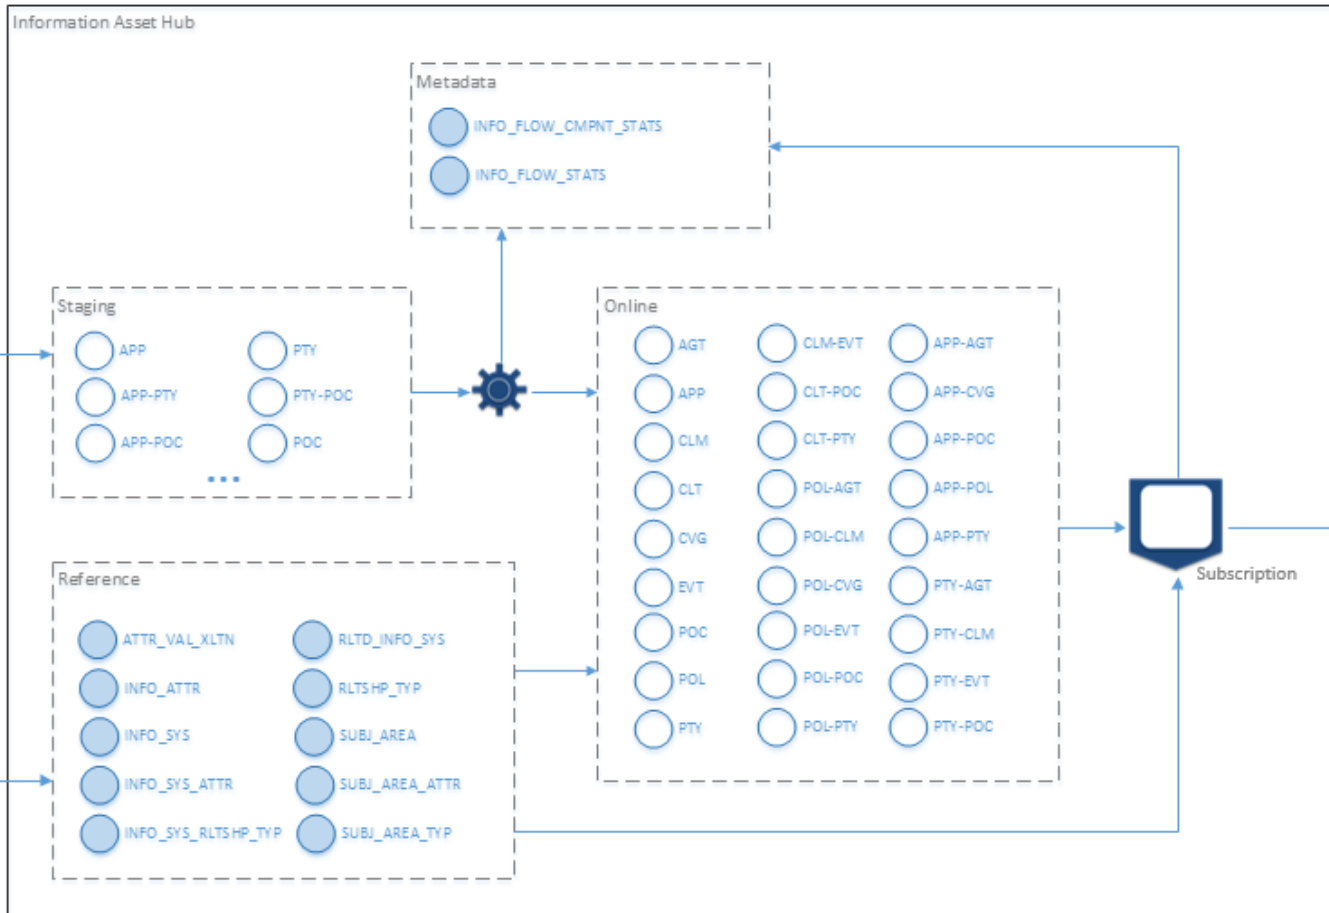 Information Asset Hub
Metadata
INFO_FLOW_CMPNT_STATS
INFO_FLOW_STATS
Staging
APP
PTY
APP-PTY
PTY-POC
APP-POC
POC
...
Online
AGT
CLM-EVT
APP-AGT
APP
CLT-POC
APP-CVG
CLM
CLT-PTY
APP-POC
CLT
POL-AGT
APP-POL
CVG
POL-CLM
APP-PTY
EVT
POL-CVG
PTY-AGT
POC
POL-EVT
PTY-CLM
POL
POL-POC
PTY-EVT
PTY
POL-PTY
PTY-POC
Subscription
Reference
ATTR_VAL_XLTN
RLTD_INFO_SYS
INFO_ATTR
RLTSHP_TYP
INFO_SYS
SUBJ_AREA
INFO_SYS_ATTR
SUBJ_AREA_ATTR
INFO_SYS_RLTSHP_TYP
SUBJ_AREA_TYP